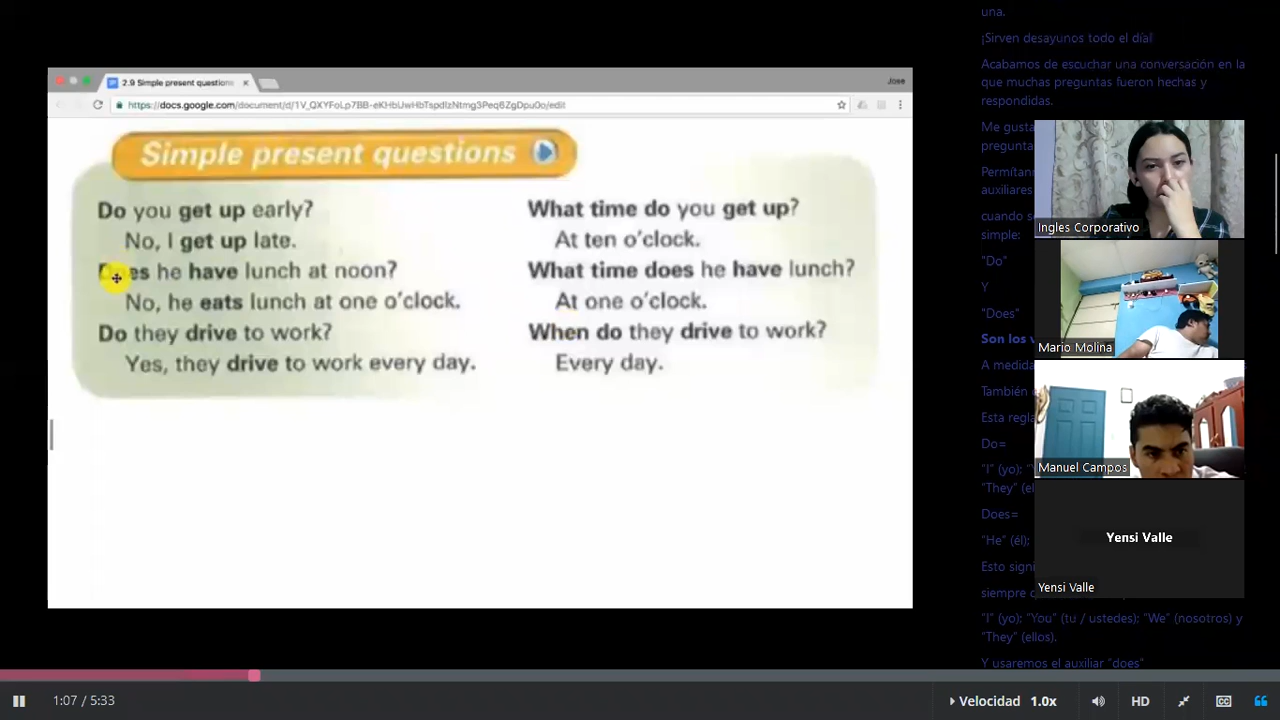 2.9 Simple present questions
Jose
https://docs.google.com/document/d/1V_QXYFoLp7BB-eKHbUwHbTspdIzNtmg3Peq6ZgDpu0o/edit
Simple present questions
Do you get up early?
No, I get up late.
Does he have lunch at noon?
No, he eats lunch at one o'clock.
Do they drive to work?
Yes, they drive to work every day.
What time do you get up?
At ten o'clock.
What time does he have lunch?
At one o'clock.
When do they drive to work?
Every day.
una.
¡Sirven desayunos todo el día!
Acabamos de escuchar una conversación en la
que muchas preguntas fueron hechas y
respondidas.
Me gusta
pregunta
Permítan
auxiliares
cuando s
simple:
"Do"
Y
"Does"
Son los v
A medida
También
Esta regla
Do=
"I" (yo); "Y
"They" (el
Does=
"He" (él);
Esto signi
siempre
"I" (yo); "You" (tu / ustedes); "We" (nosotros) y
"They" (ellos).
Y usaremos el auxiliar "does"
Ingles Corporativo
Mario Molina
Manuel Campos
Yensi Valle
Yensi Valle
1:07 / 5:33
Velocidad 1.0x
HD
CC